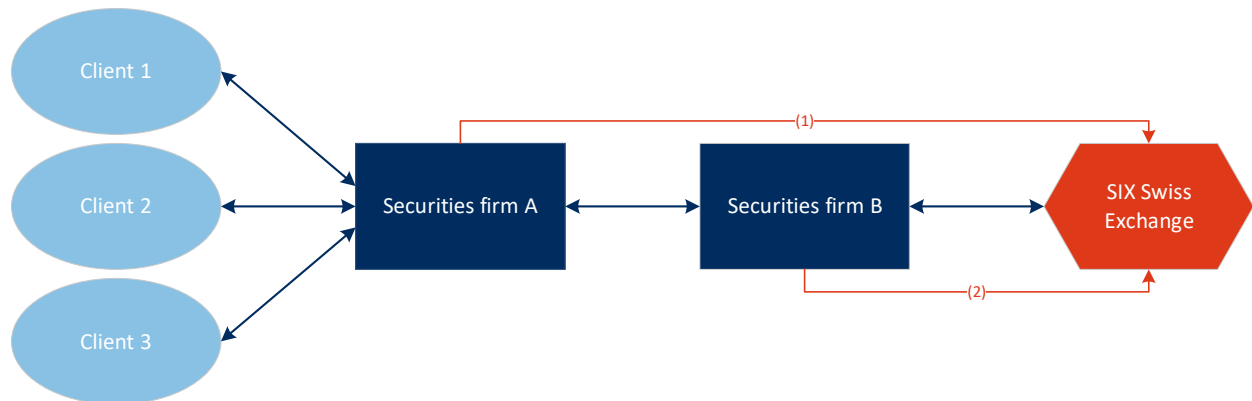 Client 1
(1)
Client 2
Securities firm A
Securities firm B
SIX Swiss
Exchange
(2)
Client 3